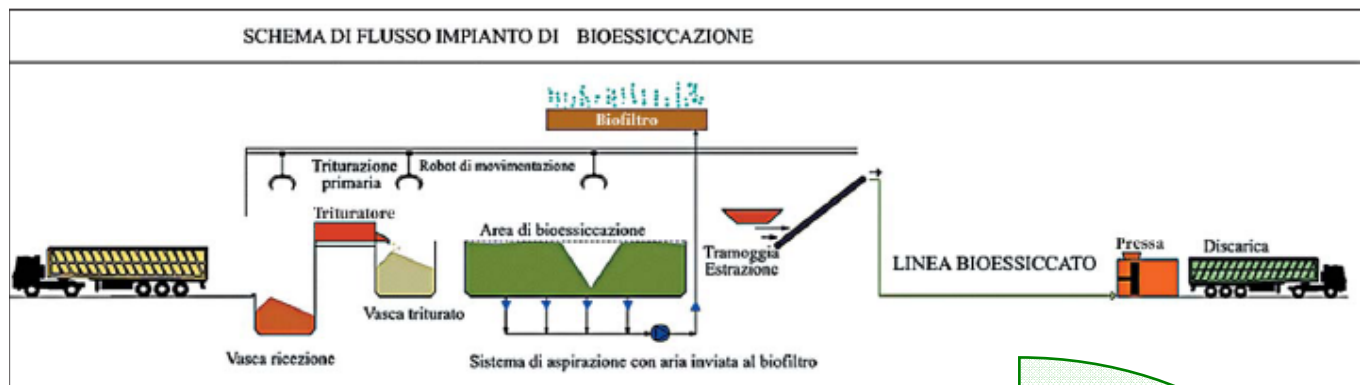 SCHEMA DI FLUSSO IMPIANTO DI BIOESSICCAZIONE
Biofiltro
Triturazione
primaria
Robot di movimentazione
Trituratore
Area di bioessiccazione
Tramoggia
Estrazione
LINEA BIOESSICCATO
Pressa
Discarica
Vasca triturato
Vasca ricezione
Sistema di aspirazione con aria inviata al biofiltro